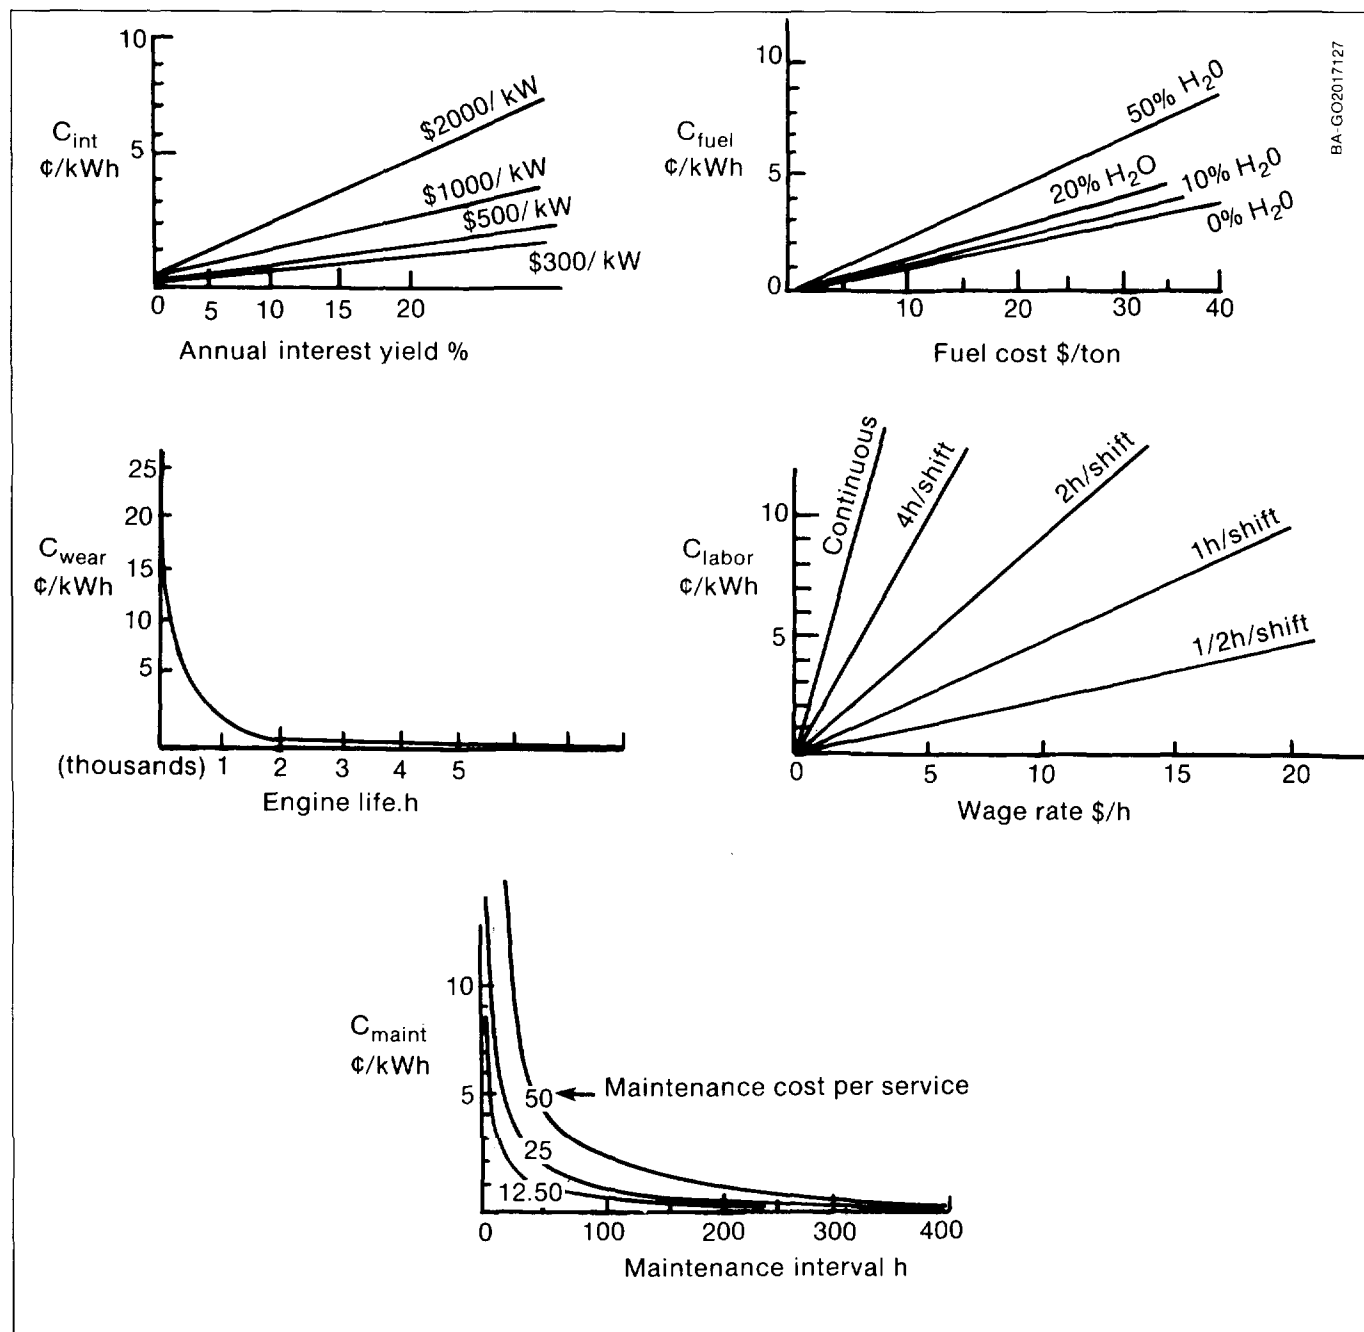 10
C_int
¢/kWh
5
$2000/ kW
$1000/ kW
$500/ kW
$300/ kW
0 5 10 15 20
Annual interest yield %
10
C_fuel
¢/kWh
5
0
50% H₂0
20% H₂O
10% H₂0
0% H₂0
10 20 30 40
Fuel cost $/ton
BA-GO2017127
25
20
C_wear
¢/kWh
15
10
5
(thousands) 1 2 3 4 5
Engine life.h
10
C_labor
¢/kWh
5
Continuous
4h/shift
2h/shift
1h/shift
1/2h/shift
0 5 10 15 20
Wage rate $/h
10
C_maint
¢/kWh
5
50
Maintenance cost per service
25
12.50
0 100 200 300 400
Maintenance interval h